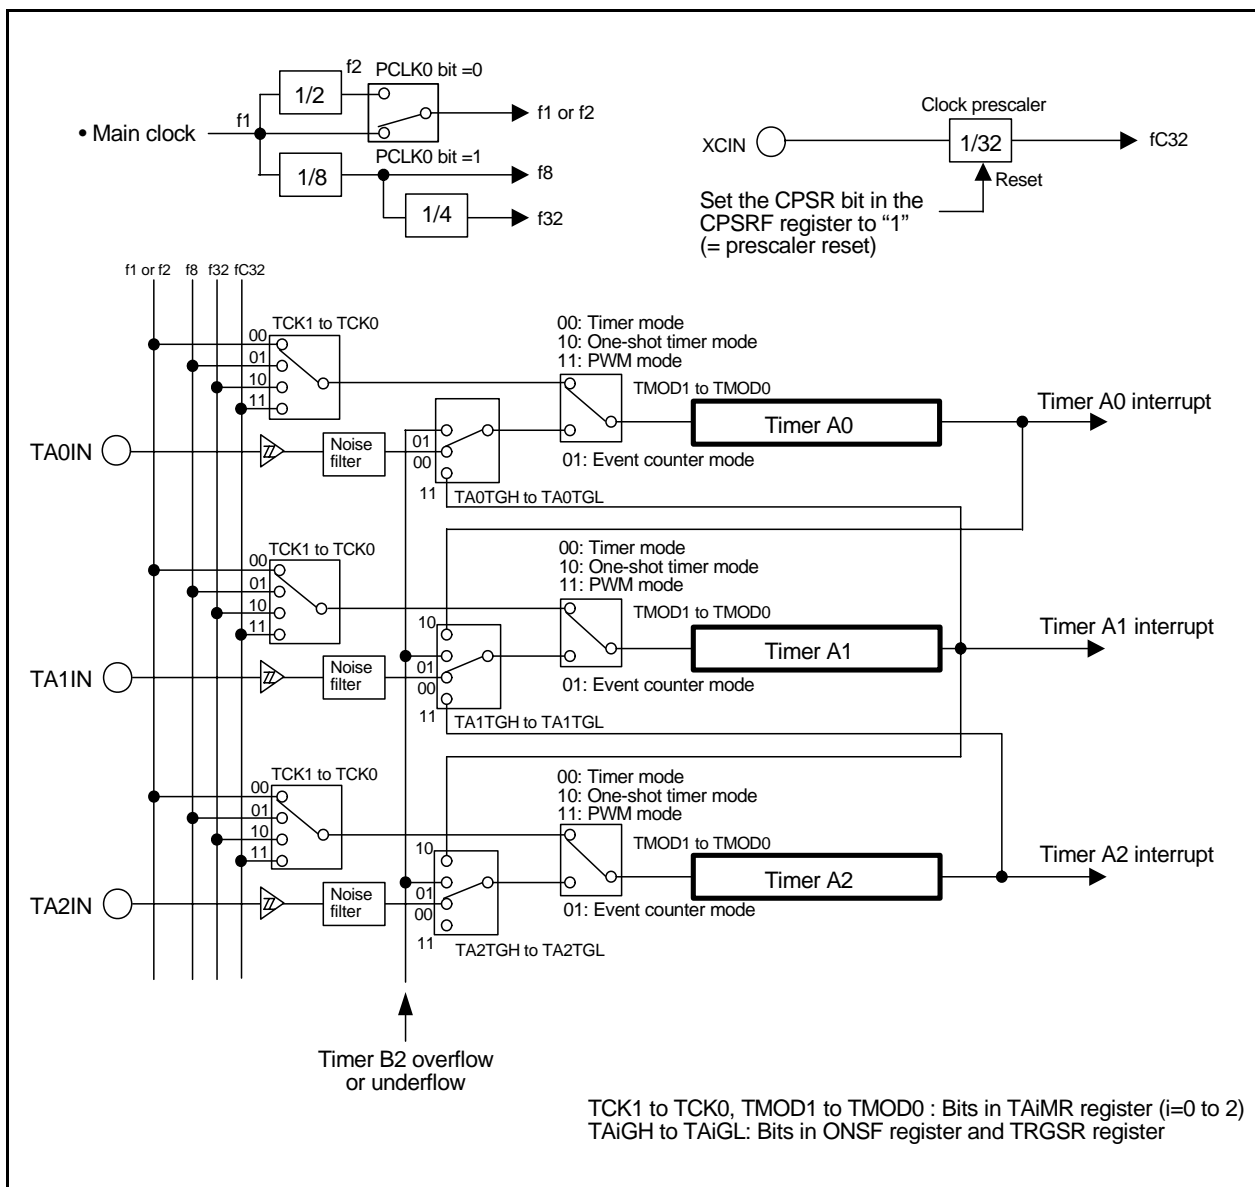 f2
PCLK0 bit =0
1/2
• Main clock
f1
f1 or f2
PCLK0 bit =1
1/8
f8
1/4
f32
Clock prescaler
XCIN
1/32
fC32
Reset
Set the CPSR bit in the
CPSRF register to “1”
(= prescaler reset)
f1 or f2
f8
f32
fC32
TCK1 to TCK0
00
01
10
11
00: Timer mode
10: One-shot timer mode
11: PWM mode
TMOD1 to TMOD0
Timer A0
Timer A0 interrupt
TA0IN
Noise
filter
01
00
11
01: Event counter mode
TA0TGH to TA0TGL
TCK1 to TCK0
00
01
10
11
00: Timer mode
10: One-shot timer mode
11: PWM mode
TMOD1 to TMOD0
Timer A1
Timer A1 interrupt
TA1IN
Noise
filter
10
01
00
11
01: Event counter mode
TA1TGH to TA1TGL
TCK1 to TCK0
00
01
10
11
00: Timer mode
10: One-shot timer mode
11: PWM mode
TMOD1 to TMOD0
Timer A2
Timer A2 interrupt
TA2IN
Noise
filter
10
01
00
11
01: Event counter mode
TA2TGH to TA2TGL
Timer B2 overflow
or underflow
TCK1 to TCK0, TMOD1 to TMOD0 : Bits in TAiMR register (i=0 to 2)
TAiGH to TAiGL: Bits in ONSF register and TRGSR register